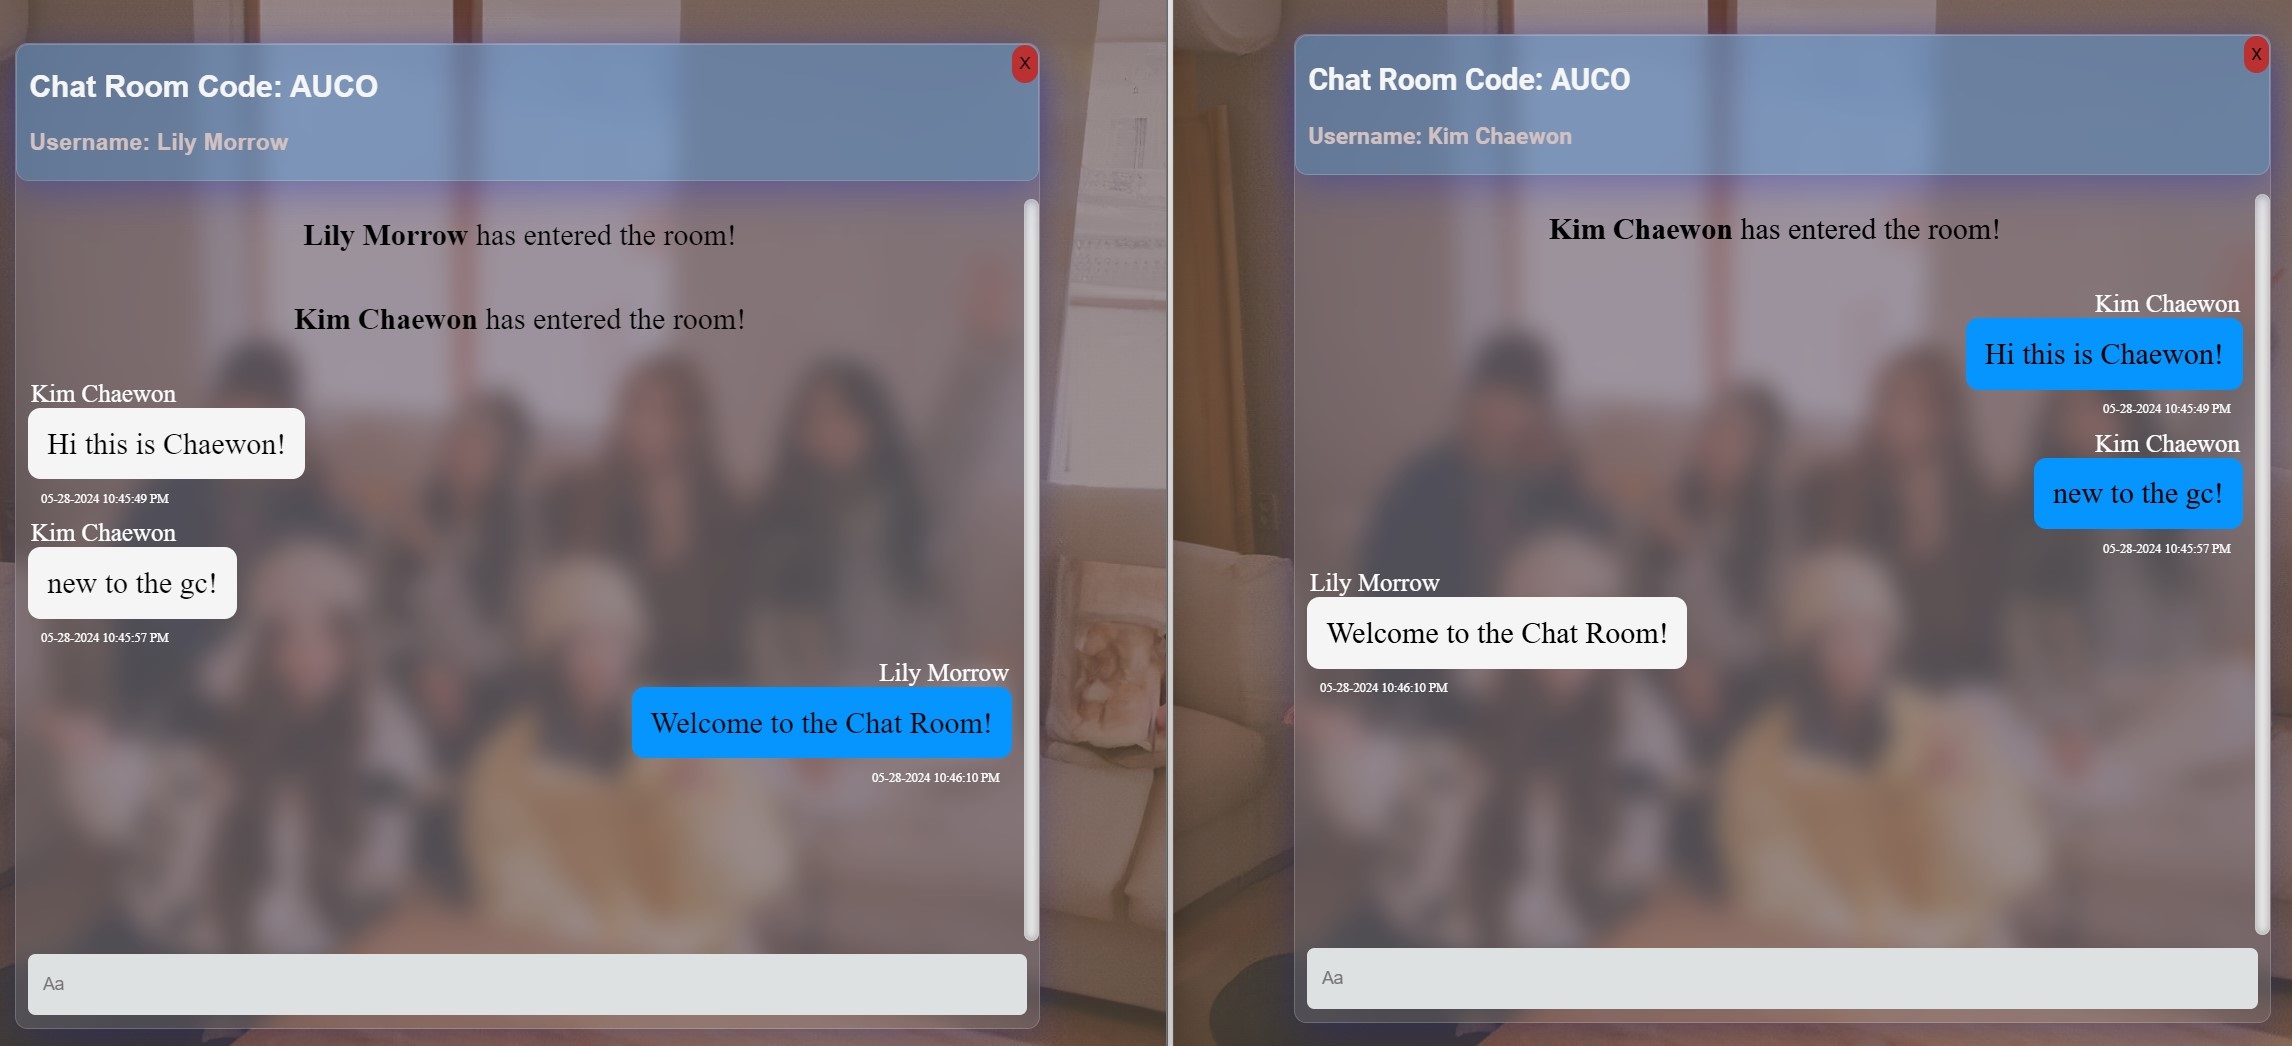 Chat Room Code: AUCO
X
Username: Lily Morrow
Lily Morrow has entered the room!
Kim Chaewon has entered the room!
Kim Chaewon
Hi this is Chaewon!
05-28-2024 10:45:49 PM
Kim Chaewon
new to the gc!
05-28-2024 10:45:57 PM
Lily Morrow
Welcome to the Chat Room!
05-28-2024 10:46:10 PM
Aa
Chat Room Code: AUCO
X
Username: Kim Chaewon
Kim Chaewon has entered the room!
Kim Chaewon
Hi this is Chaewon!
05-28-2024 10:45:49 PM
Kim Chaewon
new to the gc!
05-28-2024 10:45:57 PM
Lily Morrow
Welcome to the Chat Room!
05-28-2024 10:46:10 PM
Aa